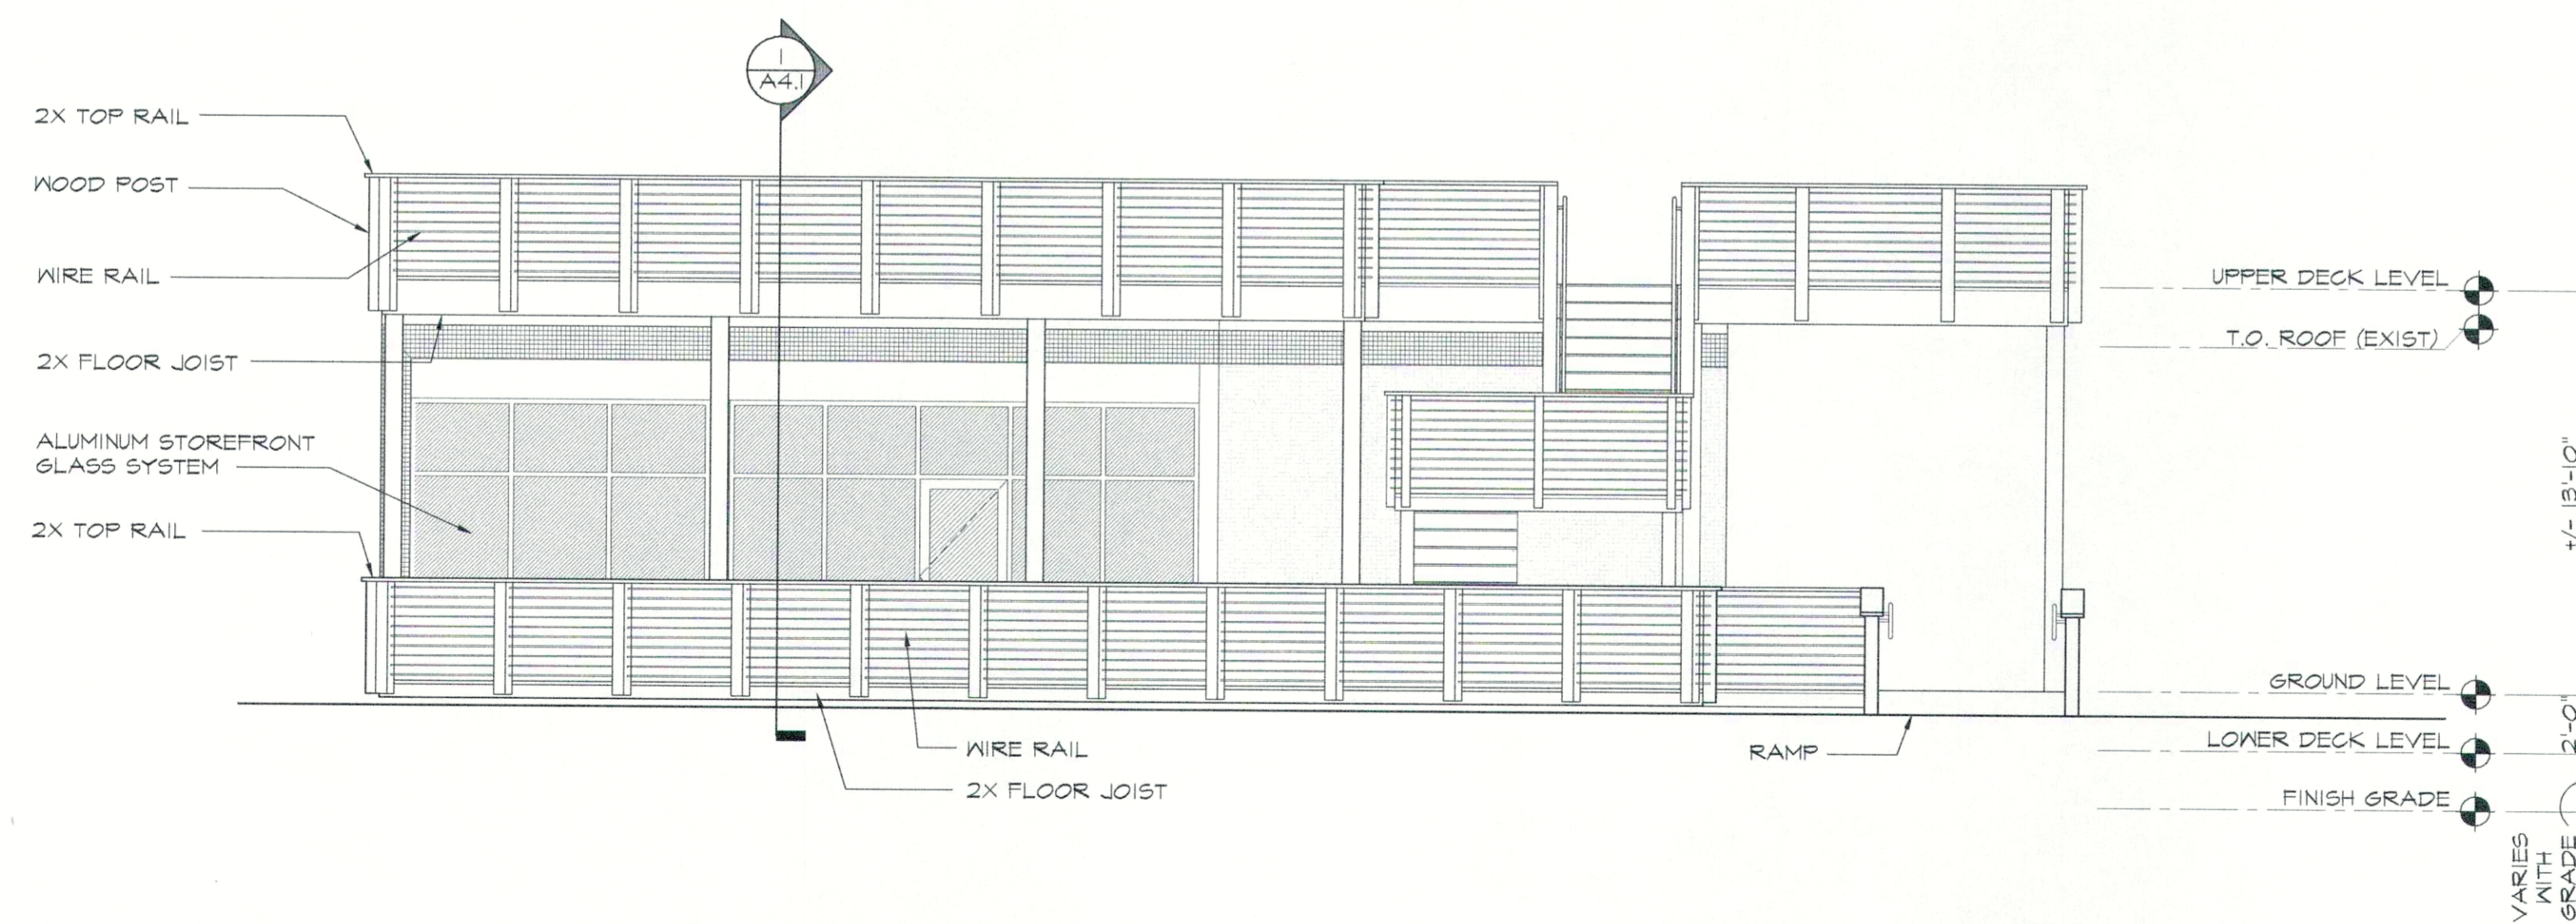 1
A4.1
2X TOP RAIL
WOOD POST
WIRE RAIL
2X FLOOR JOIST
ALUMINUM STOREFRONT
GLASS SYSTEM
2X TOP RAIL
WIRE RAIL
2X FLOOR JOIST
RAMP
UPPER DECK LEVEL
T.O. ROOF (EXIST)
GROUND LEVEL
LOWER DECK LEVEL
FINISH GRADE
+/- 13'-10"
2'-0"
VARIES
WITH
GRADE